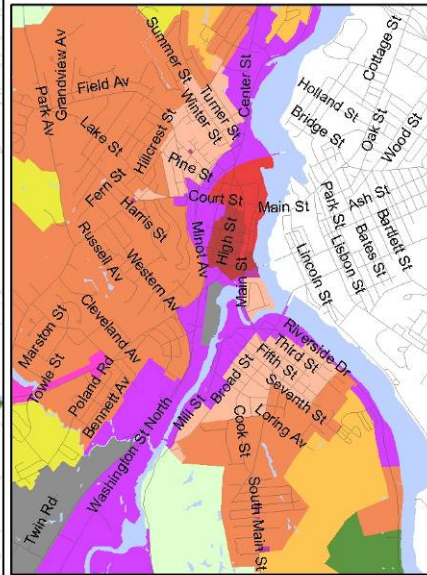 Summer St
Cottage St
Grandview Av
Field Av
Park Av
Turner St
Winter St
Center St
Holland St
Bridge St
Oak St
Wood St
Hillcrest St
Lake St
Fern St
Pine St
Harris St
Court St
Main St
Park St
Ash St
Bartlett St
Bates St
Lisbon St
Lincoln St
High St
Minot Av
Russell Av
Western Av
Main St
Cleveland Av
Marston St
Towle St
Poland Rd
Bennett Av
Riverside Dr
Third St
Fifth St
Seventh St
Broad St
Mill St
Loring Av
Cook St
Washington St North
Twin Rd
South Main St